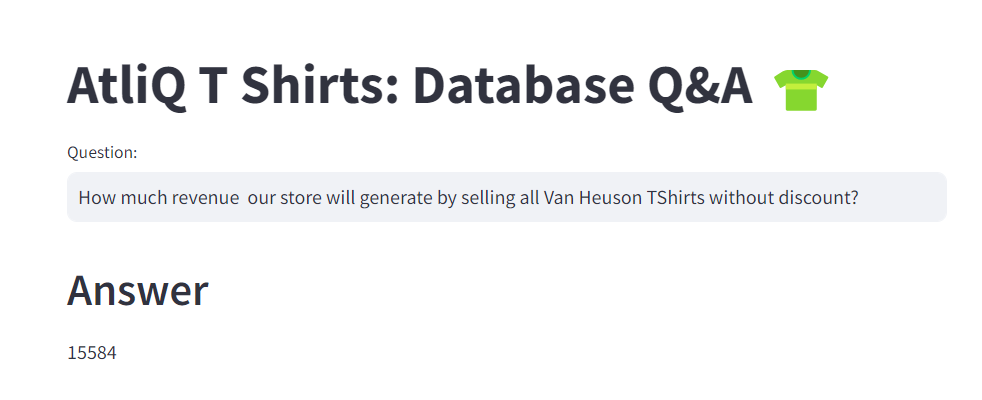 AtliQ T Shirts: Database Q&A
Question:
How much revenue  our store will generate by selling all Van Heuson TShirts without discount?
Answer
15584